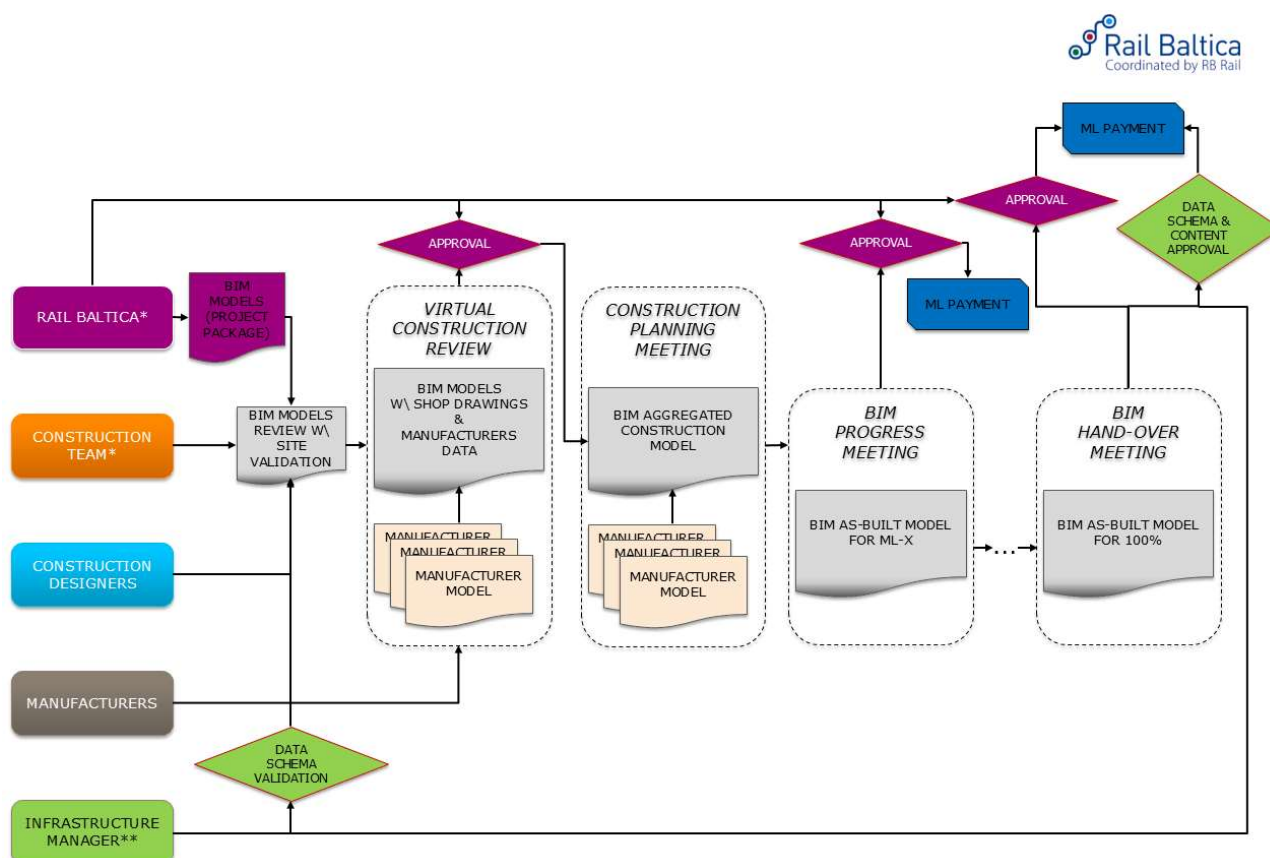 Rail Baltica
Coordinated by RB Rail
ML PAYMENT
APPROVAL
DATA
SCHEMA &
CONTENT
APPROVAL
APPROVAL
APPROVAL
ML PAYMENT
RAIL BALTICA*
BIM
MODELS
(PROJECT
PACKAGE)
VIRTUAL
CONSTRUCTION
REVIEW
CONSTRUCTION
PLANNING
MEETING
BIM MODELS
W\ SHOP DRAWINGS
&
MANUFACTURERS
DATA
BIM AGGREGATED
CONSTRUCTION
MODEL
CONSTRUCTION
TEAM*
BIM MODELS
REVIEW W\
SITE
VALIDATION
BIM
PROGRESS
MEETING
BIM
HAND-OVER
MEETING
BIM AS-BUILT MODEL
FOR ML-X
...
BIM AS-BUILT MODEL
FOR 100%
MANUFACTURER
MANUFACTURER
MANUFACTURER
MODEL
MANUFACTURER
MANUFACTURER
MANUFACTURER
MODEL
CONSTRUCTION
DESIGNERS
MANUFACTURERS
DATA
SCHEMA
VALIDATION
INFRASTRUCTURE
MANAGER**